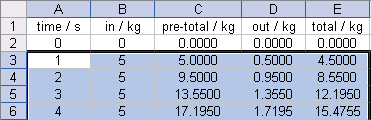 A B C D E
1 time / s in / kg pre-total / kg out / kg total / kg
2 0 0 0.0000 0.0000 0.0000
3 1 5 5.0000 0.5000 4.5000
4 2 5 9.5000 0.9500 8.5500
5 3 5 13.5500 1.3550 12.1950
6 4 5 17.1950 1.7195 15.4755